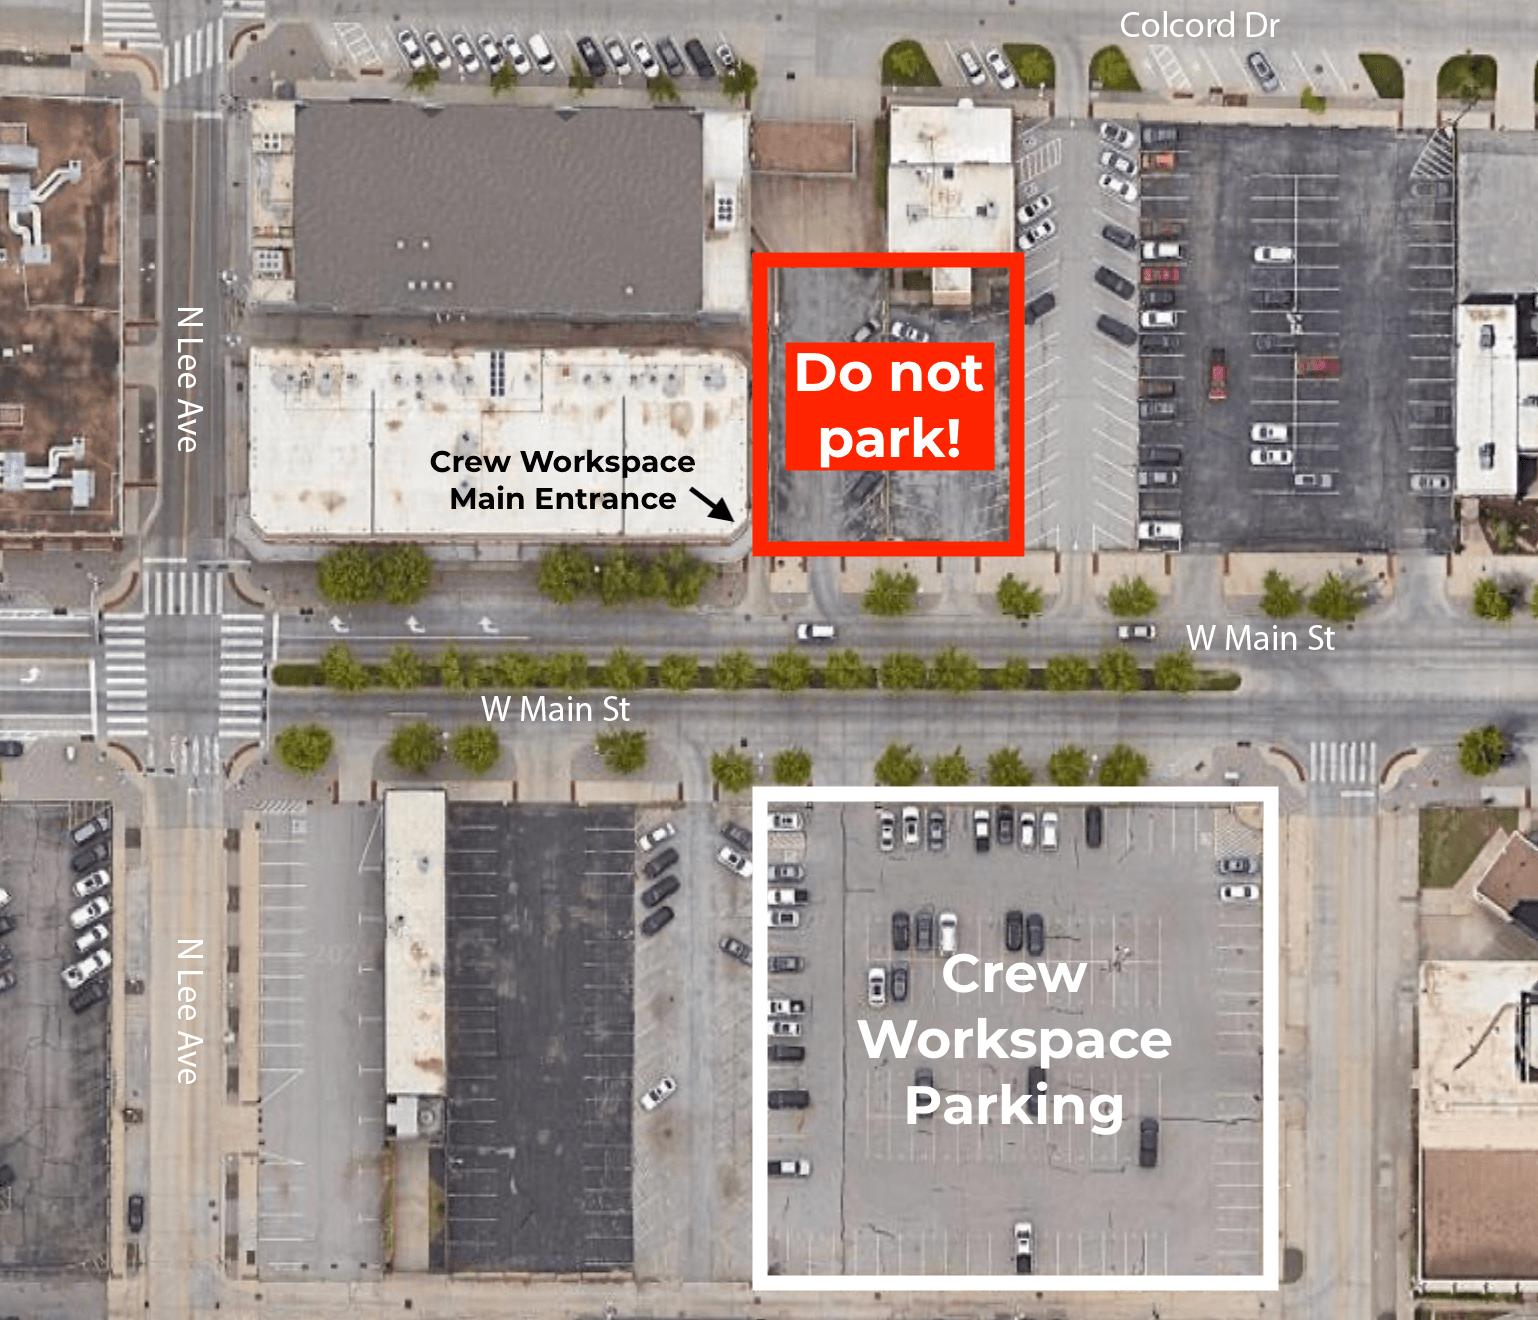 Colcord Dr
N Lee Ave
Do not
park!
Crew Workspace
Main Entrance
W Main St
W Main St
N Lee Ave
Crew
Workspace
Parking